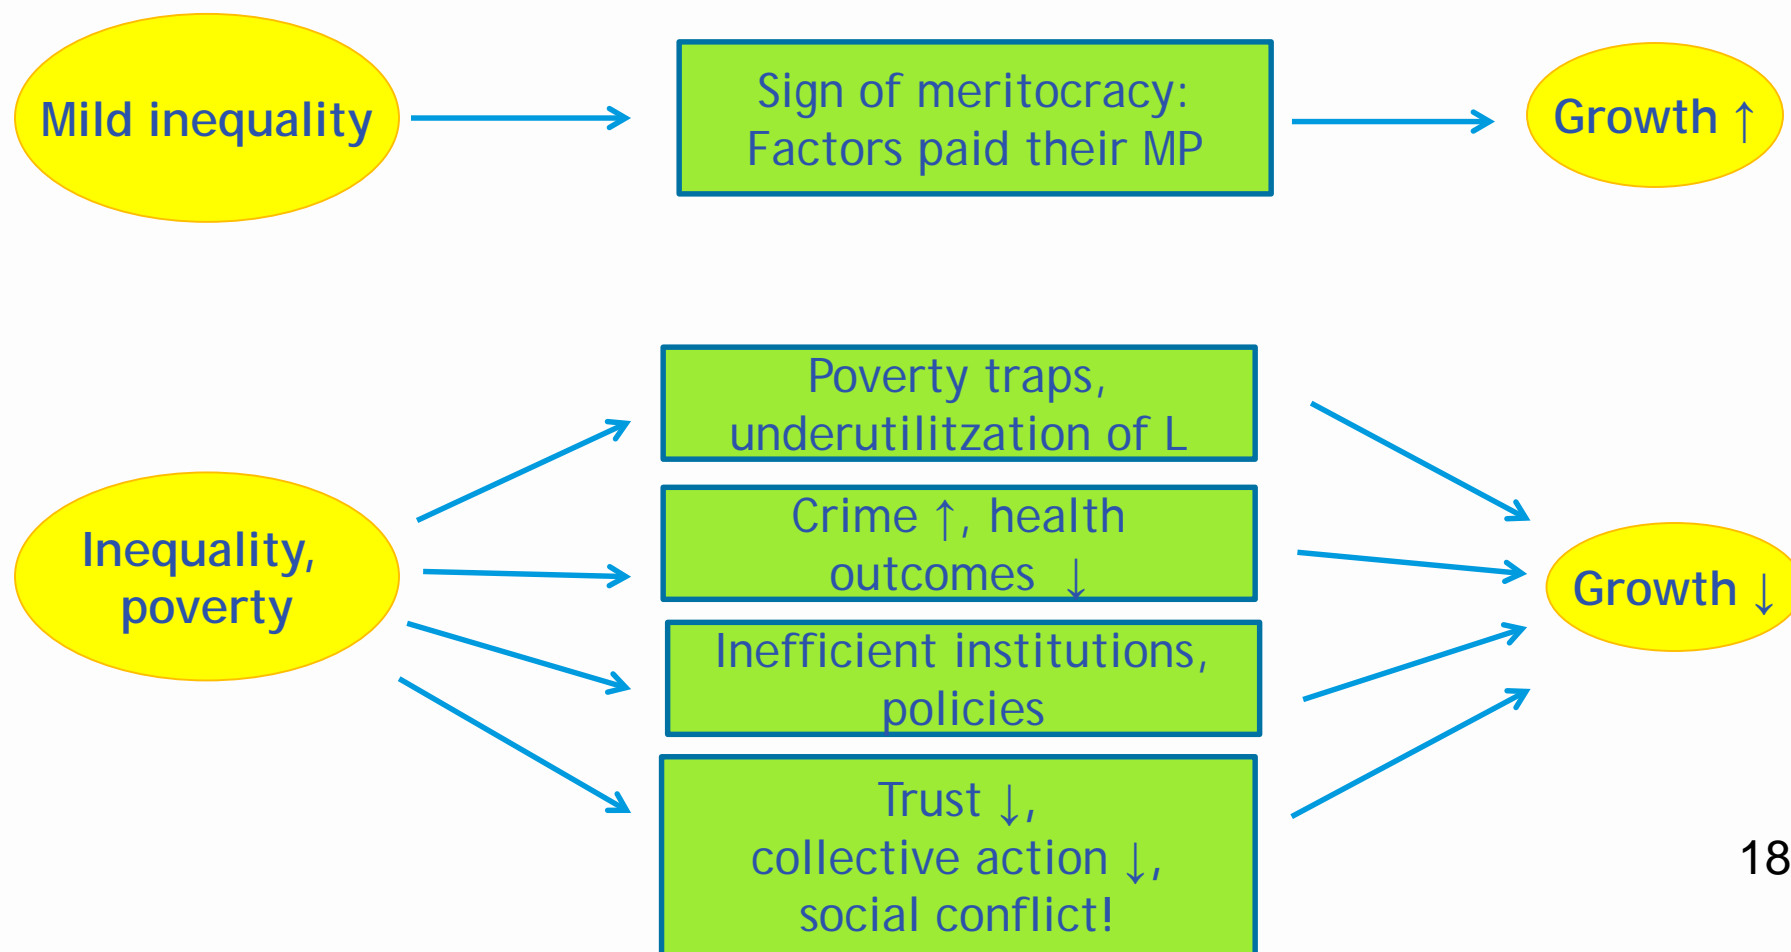 Mild inequality
Sign of meritocracy:
Factors paid their MP
Growth ↑
Inequality,
poverty
Poverty traps,
underutilitzation of L
Crime ↑, health
outcomes ↓
Inefficient institutions,
policies
Trust ↓,
collective action ↓,
social conflict!
Growth ↓
18